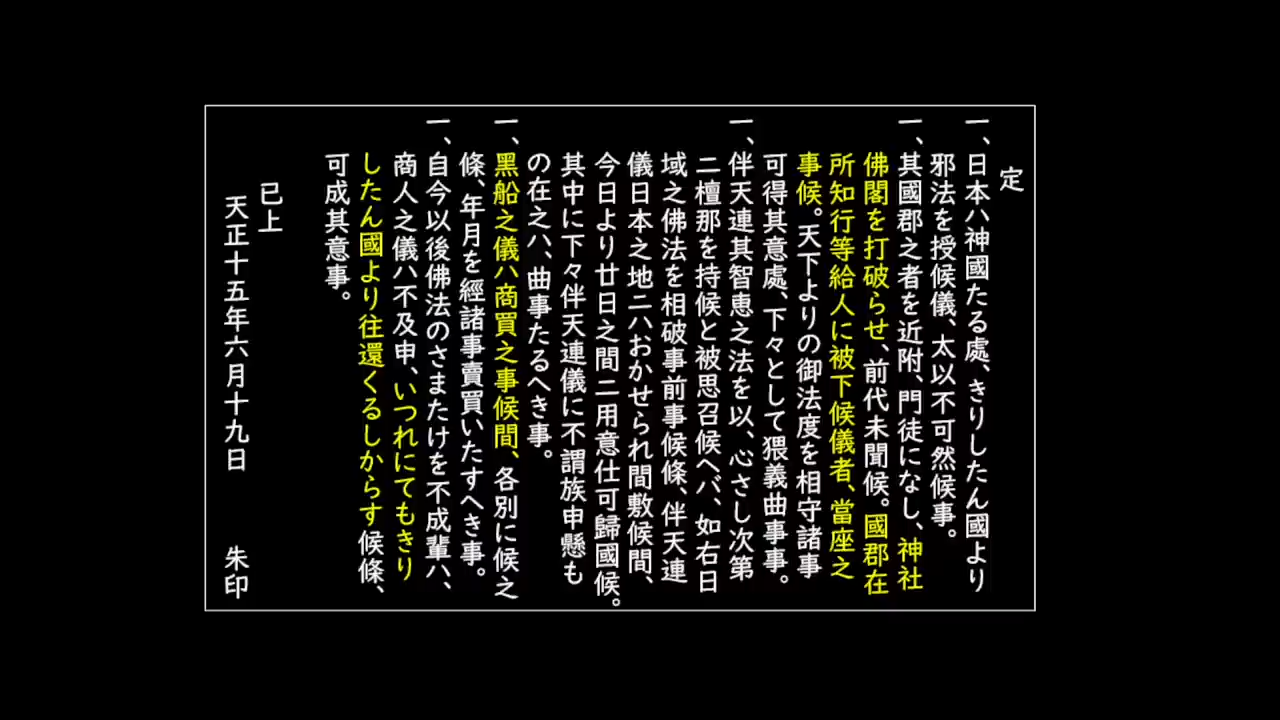 定
一、日本ハ神國たる處、きりしたん國より
邪法を授候儀、太以不可然候事。
一、其國郡之者を近附、門徒になし、神社
佛閣を打破らせ、前代未聞候。國郡在
所知行等給人に被下候儀者、當座之
事候。天下よりの御法度を相守諸事
可得其意處、下々として猥義曲事事。
一、伴天連其智恵之法を以、心さし次第
二檀那を持候と被思召候ヘバ、如右日
域之佛法を相破事前事候條、伴天連
儀日本之地ニハおかせられ間敷候間、
今日より廿日之間二用意仕可歸國候。
其中に下々伴天連儀に不謂族申懸も
の在之ハ、曲事たるへき事。
一、黑船之儀ハ商買之事候間、各別に候之
條、年月を經諸事賣買いたすへき事。
一、自今以後佛法のさまたけを不成輩ハ、
商人之儀ハ不及申、いつれにてもきり
したん國より往還くるしからす候條、
可成其意事。
已上
天正十五年六月十九日　朱印